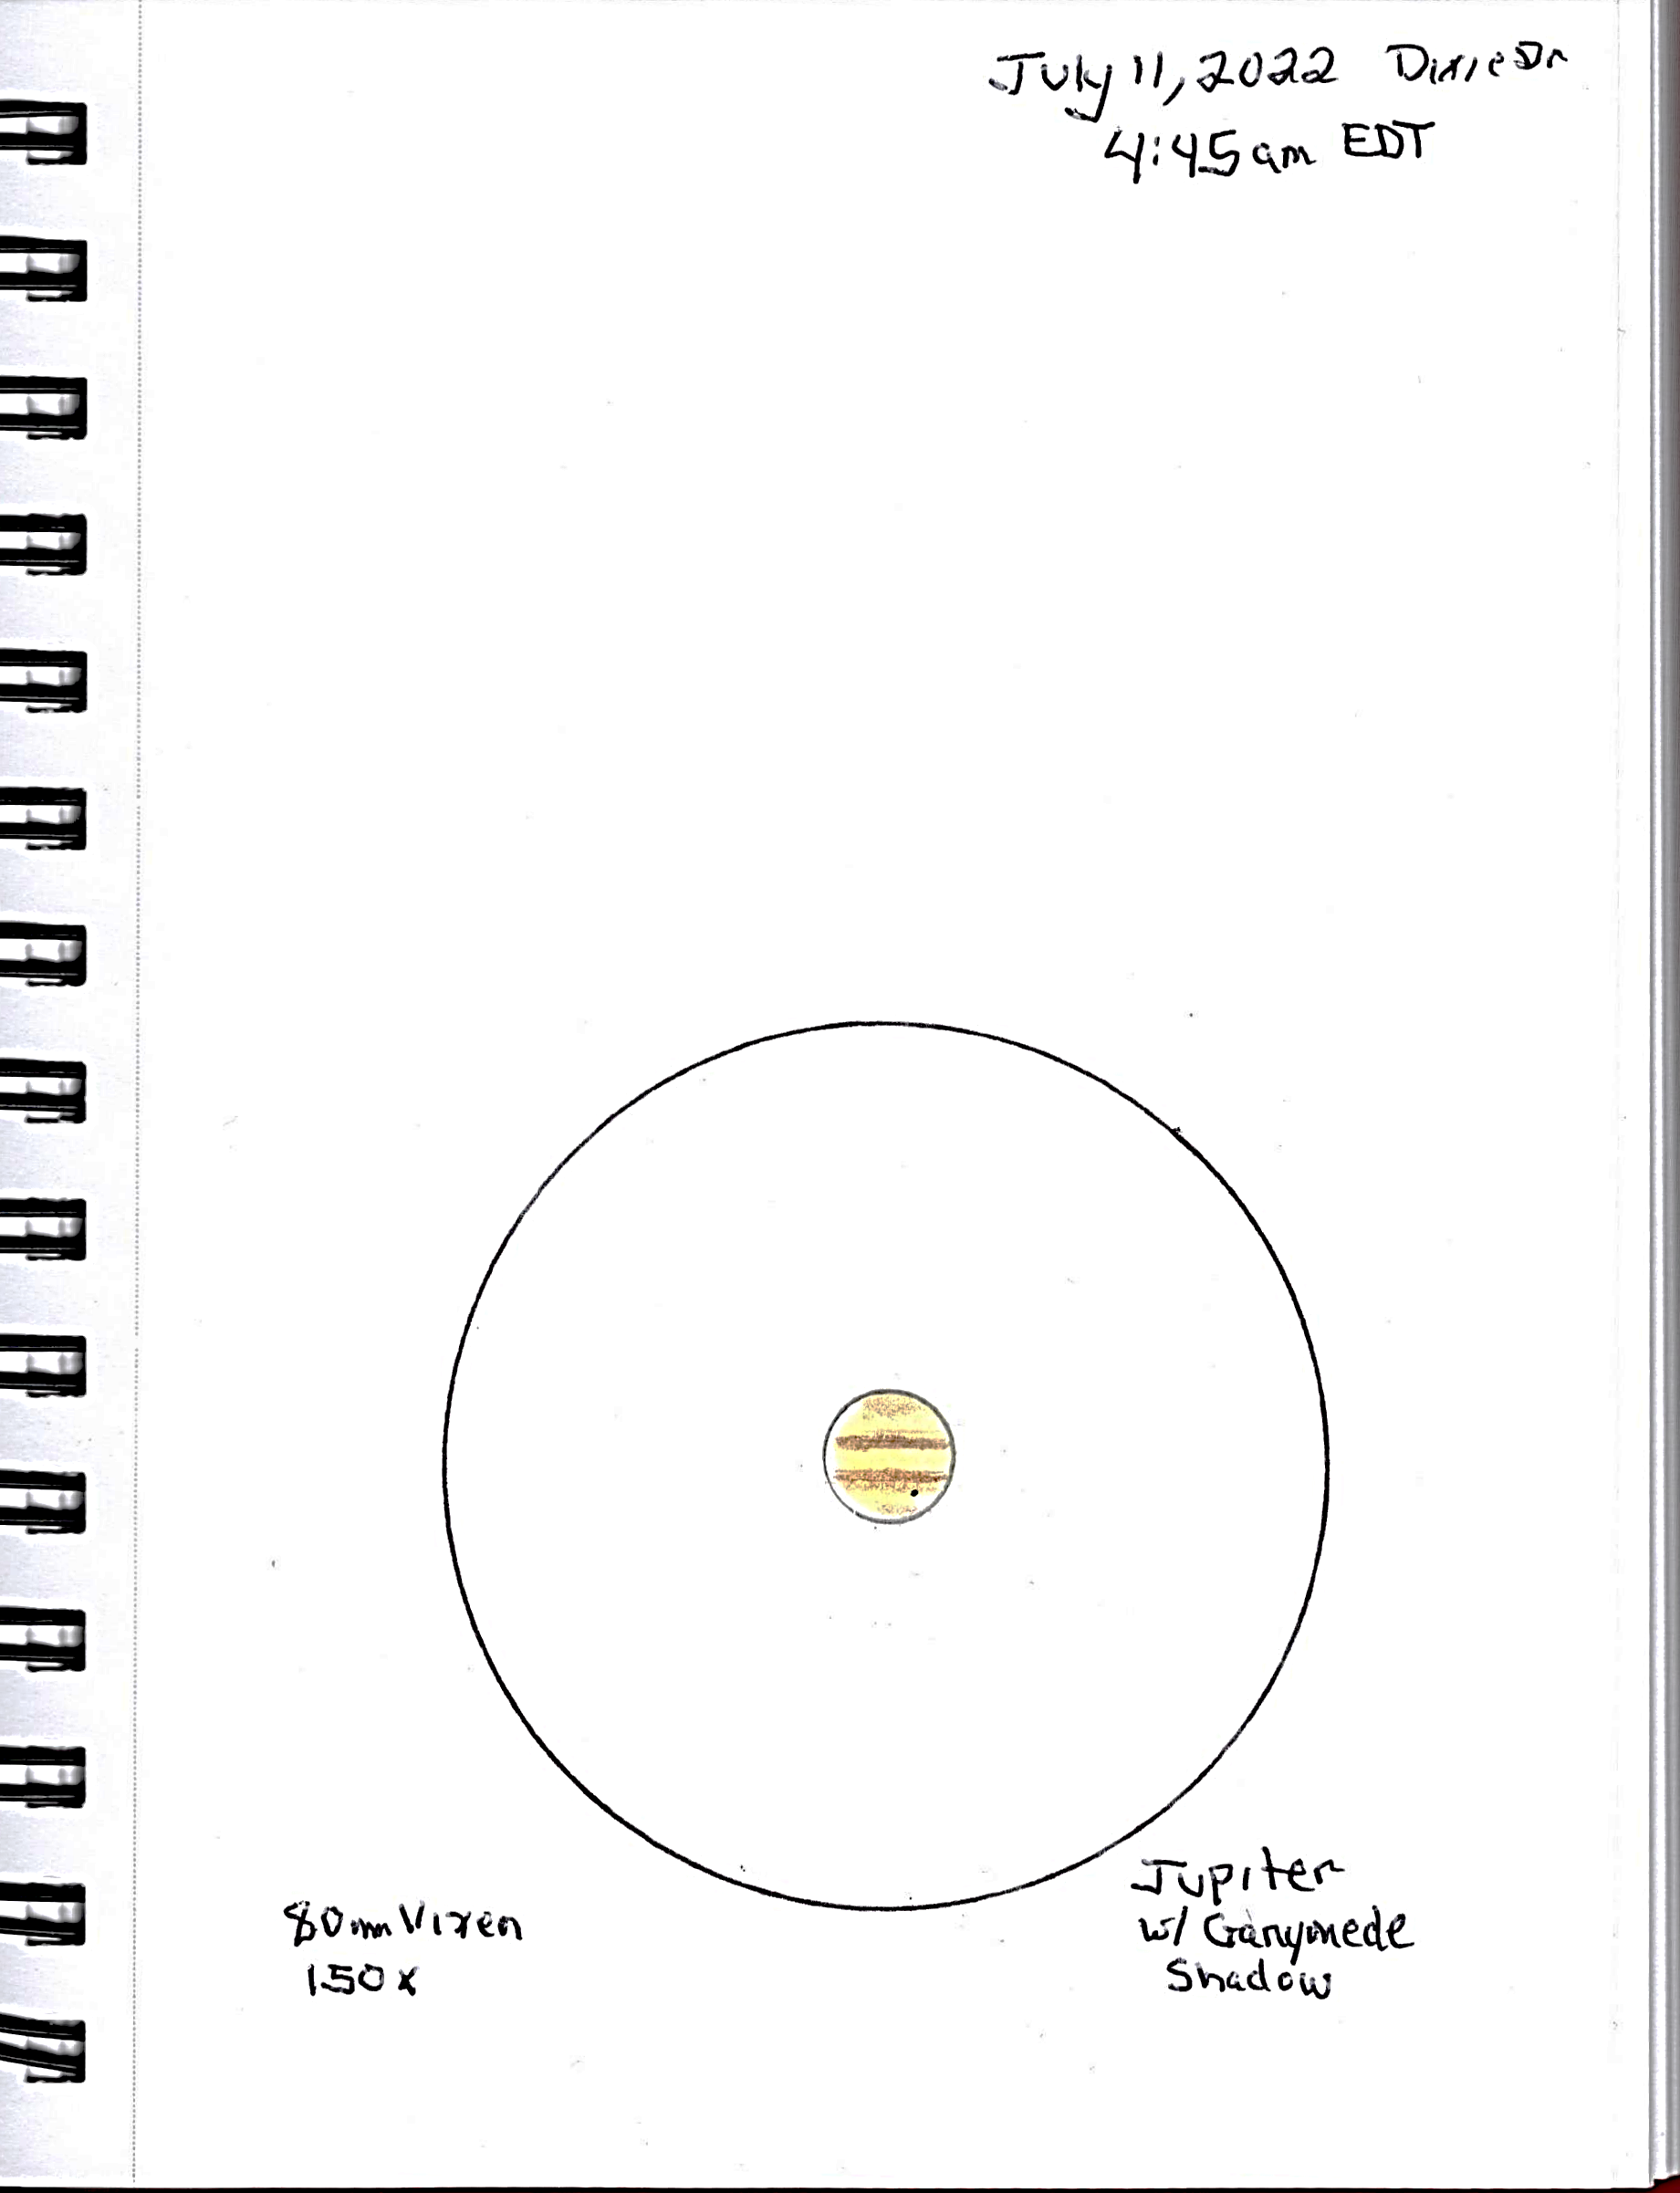 July 11, 2022 Dixie Dr
4:45am EDT
80mm Vixen
150x
Jupiter
w/ Ganymede
Shadow